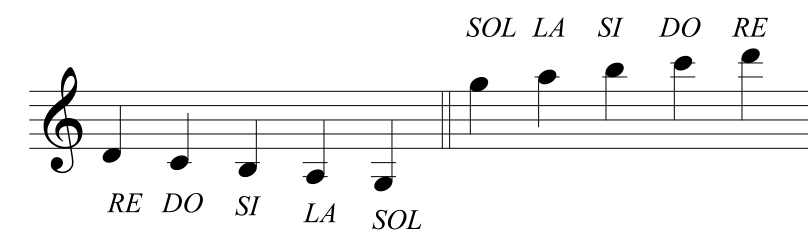 SOL LA SI DO RE
RE DO SI LA SOL